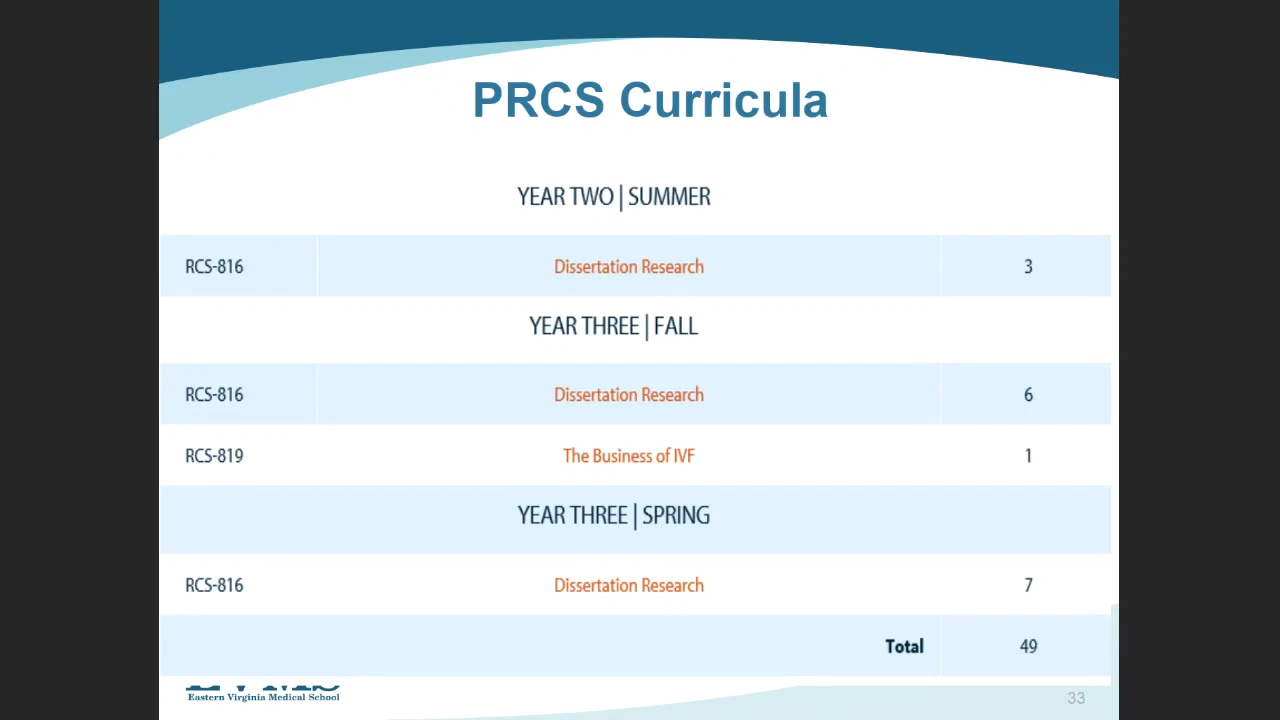 PRCS Curricula
YEAR TWO | SUMMER
RCS-816 Dissertation Research 3
YEAR THREE | FALL
RCS-816 Dissertation Research 6
RCS-819 The Business of IVF 1
YEAR THREE | SPRING
RCS-816 Dissertation Research 7
Total 49
Eastern Virginia Medical School
33